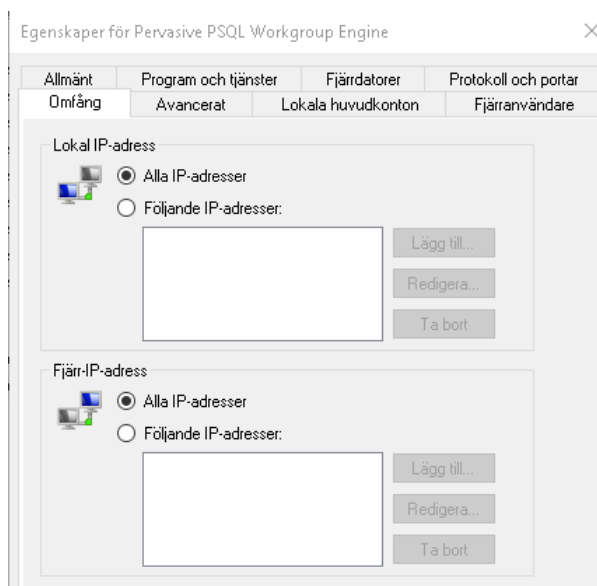 Egenskaper för Pervasive PSQL Workgroup Engine
Allmänt Program och tjänster Fjärrdatorer Protokoll och portar
Omfång Avancerat Lokala huvudkonton Fjärranvändare
Lokal IP-adress
Alla IP-adresser
Följande IP-adresser:
Lägg till...
Redigera...
Ta bort
Fjärr-IP-adress
Alla IP-adresser
Följande IP-adresser:
Lägg till...
Redigera...
Ta bort